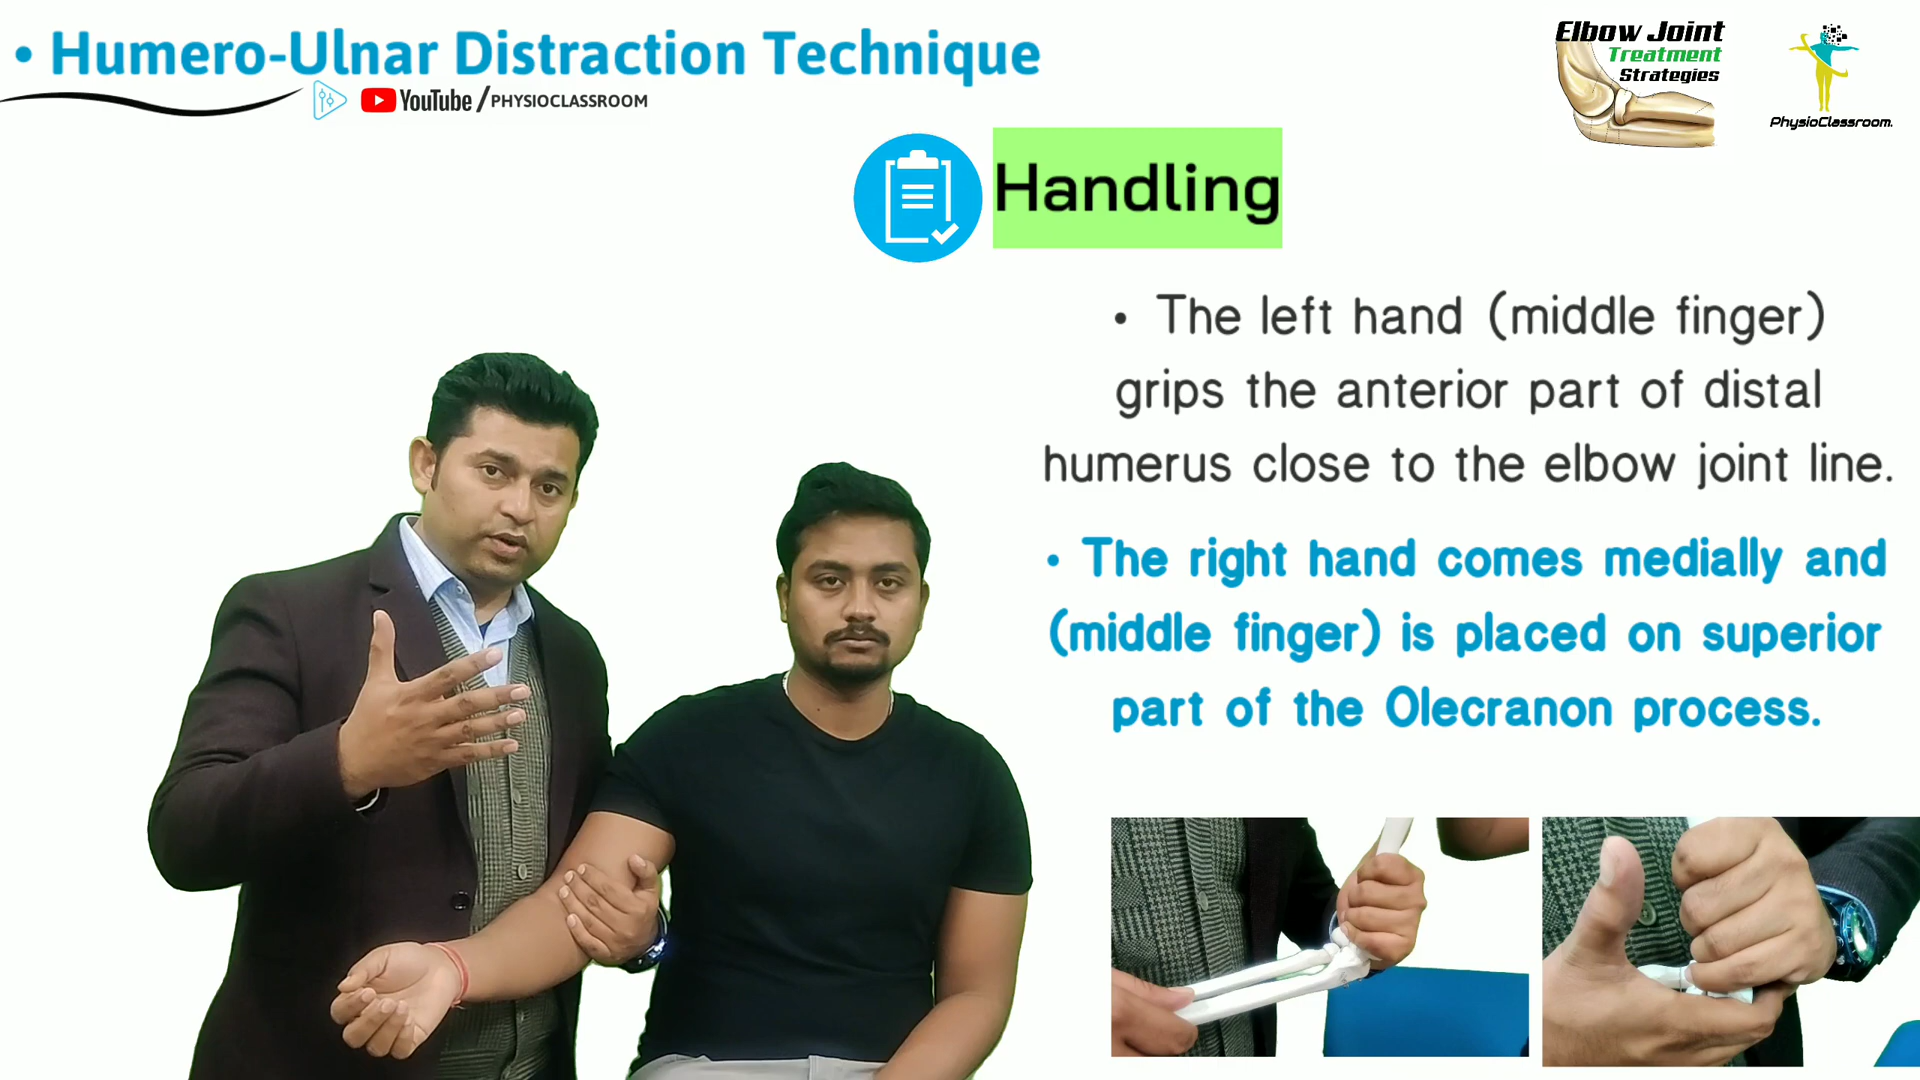 • Humero-Ulnar Distraction Technique
YouTube /PHYSIOCLASSROOM
Elbow Joint
Treatment
Strategies
PhysioClassroom.
Handling
• The left hand (middle finger)
grips the anterior part of distal
humerus close to the elbow joint line.
• The right hand comes medially and
(middle finger) is placed on superior
part of the Olecranon process.